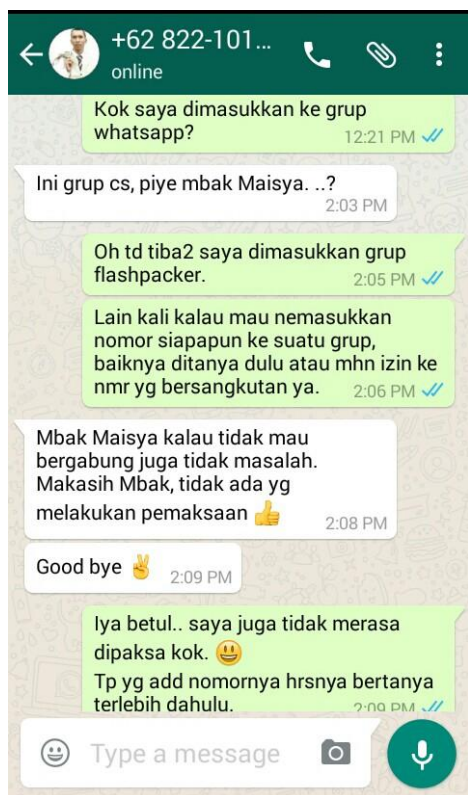 +62 822-101...
online
Kok saya dimasukkan ke grup
whatsapp?
12:21 PM
Ini grup cs, piye mbak Maisya. ..?
2:03 PM
Oh td tiba2 saya dimasukkan grup
flashpacker.
2:05 PM
Lain kali kalau mau nemasukkan
nomor siapapun ke suatu grup,
baiknya ditanya dulu atau mhn izin ke
nmr yg bersangkutan ya.
2:06 PM
Mbak Maisya kalau tidak mau
bergabung juga tidak masalah.
Makasih Mbak, tidak ada yg
melakukan pemaksaan 👍
2:08 PM
Good bye ✌
2:09 PM
Iya betul.. saya juga tidak merasa
dipaksa kok. 😃
Tp yg add nomornya hrsnya bertanya
terlebih dahulu.
2:09 PM
Type a message